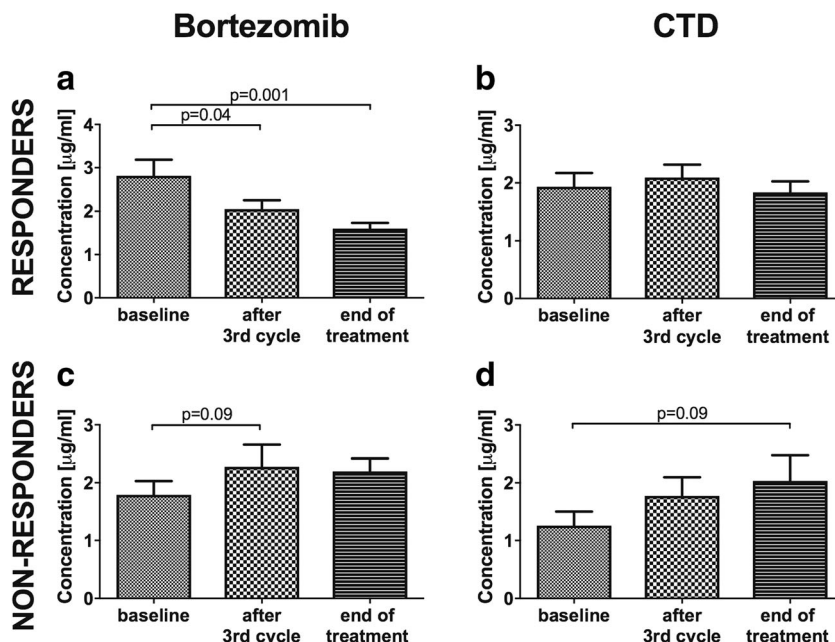 Bortezomib
CTD
RESPONDERS
a
p=0.001
p=0.04
Concentration [µg/ml]
4
3
2
1
0
baseline
after
3rd cycle
end of
treatment
b
Concentration [µg/ml]
3
2
1
0
baseline
after
3rd cycle
end of
treatment
NON-RESPONDERS
c
p=0.09
Concentration [µg/ml]
3
2
1
0
baseline
after
3rd cycle
end of
treatment
d
p=0.09
Concentration [µg/ml]
3
2
1
0
baseline
after
3rd cycle
end of
treatment